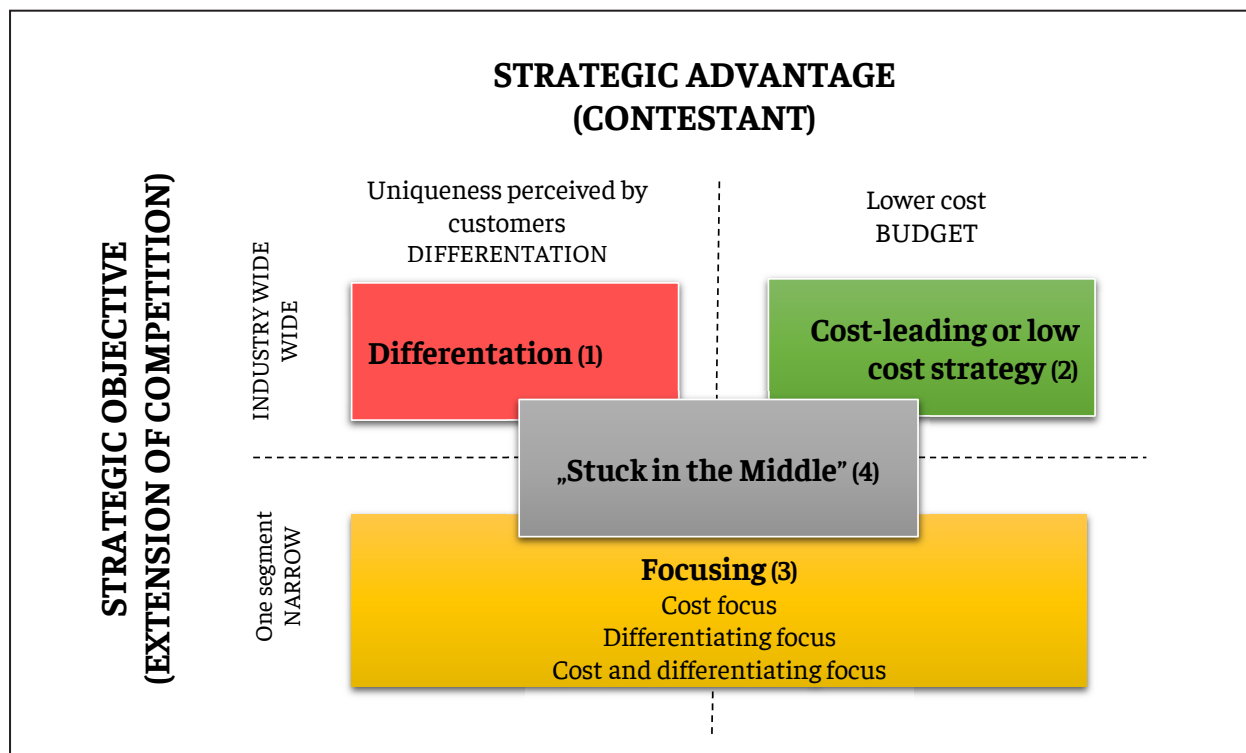 STRATEGIC ADVANTAGE
(CONTESTANT)
STRATEGIC OBJECTIVE
(EXTENSION OF COMPETITION)
INDUSTRY WIDE
WIDE
Uniqueness perceived by
customers
DIFFERENTATION
Lower cost
BUDGET
Differentation (1)
Cost-leading or low
cost strategy (2)
„Stuck in the Middle” (4)
One segment
NARROW
Focusing (3)
Cost focus
Differentiating focus
Cost and differentiating focus